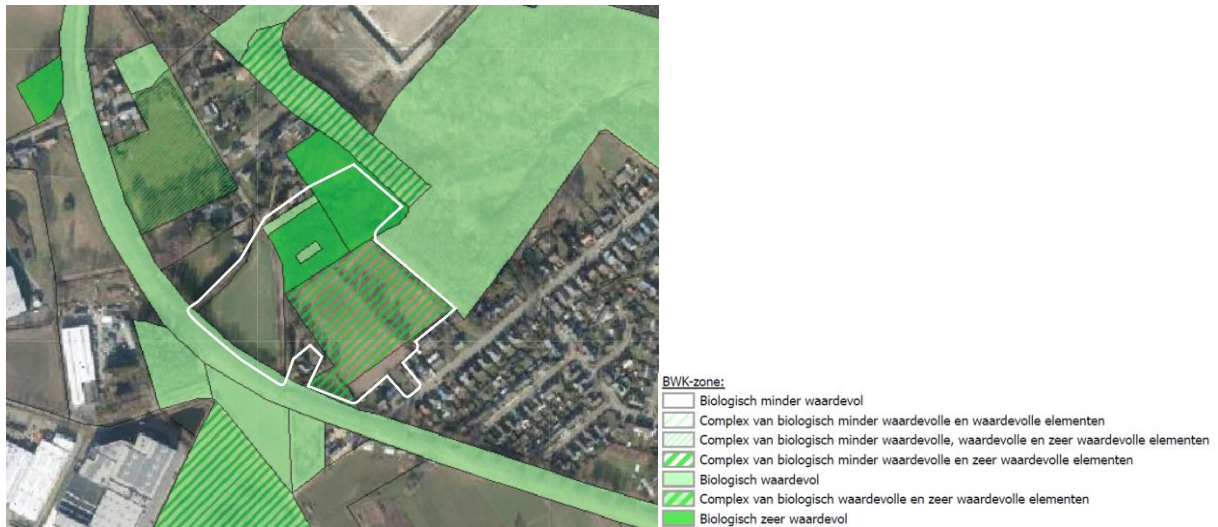 BWK-zone:
Biologisch minder waardevol
Complex van biologisch minder waardevolle en waardevolle elementen
Complex van biologisch minder waardevolle, waardevolle en zeer waardevolle elementen
Complex van biologisch minder waardevolle en zeer waardevolle elementen
Biologisch waardevol
Complex van biologisch waardevolle en zeer waardevolle elementen
Biologisch zeer waardevol